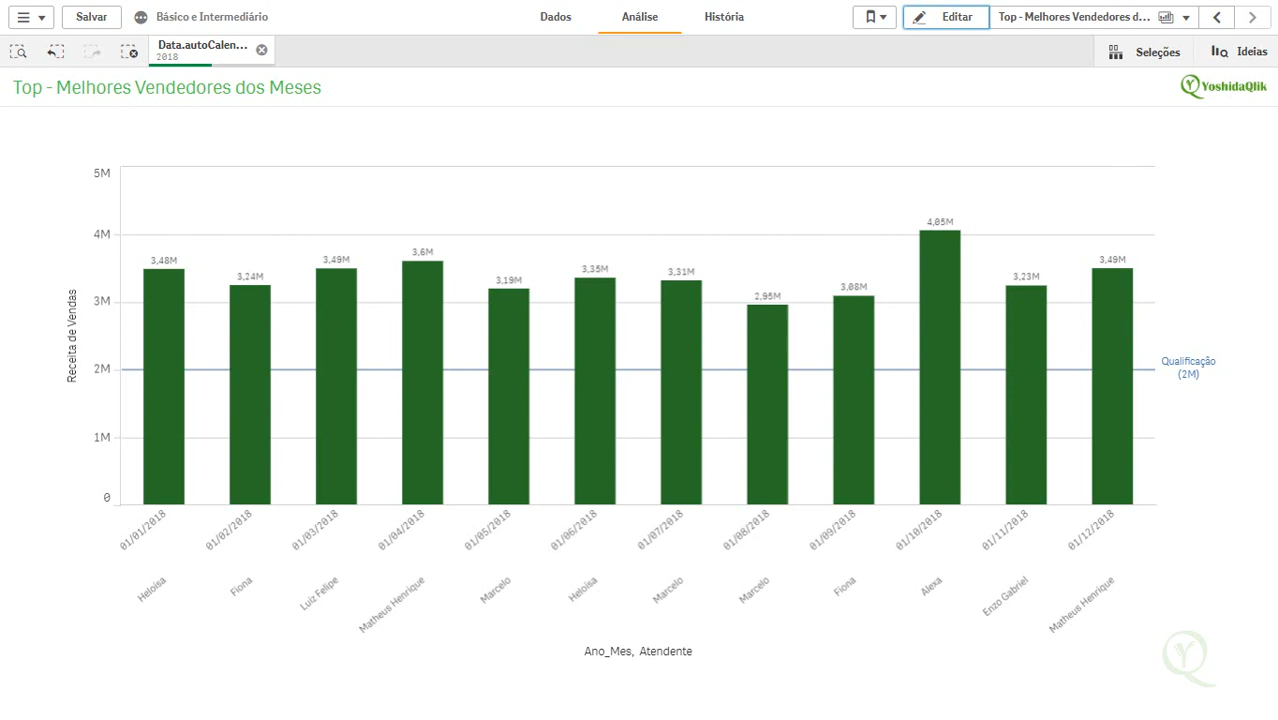 Salvar
Básico e Intermediário
Dados
Análise
História
Editar
Top - Melhores Vendedores d...
Data.autoCalen...
2018
Seleções
Ideias
Top - Melhores Vendedores dos Meses
YoshidaQlik
5M
4M
3M
2M
1M
0
Receita de Vendas
3,48M
3,24M
3,49M
3,6M
3,19M
3,35M
3,31M
2,95M
3,08M
4,05M
3,23M
3,49M
Qualificação
(2M)
01/01/2018
01/02/2018
01/03/2018
01/04/2018
01/05/2018
01/06/2018
01/07/2018
01/08/2018
01/09/2018
01/10/2018
01/11/2018
01/12/2018
Heloisa
Fiona
Luiz Felipe
Matheus Henrique
Marcelo
Heloisa
Marcelo
Marcelo
Fiona
Alexa
Enzo Gabriel
Matheus Henrique
Ano_Mes, Atendente